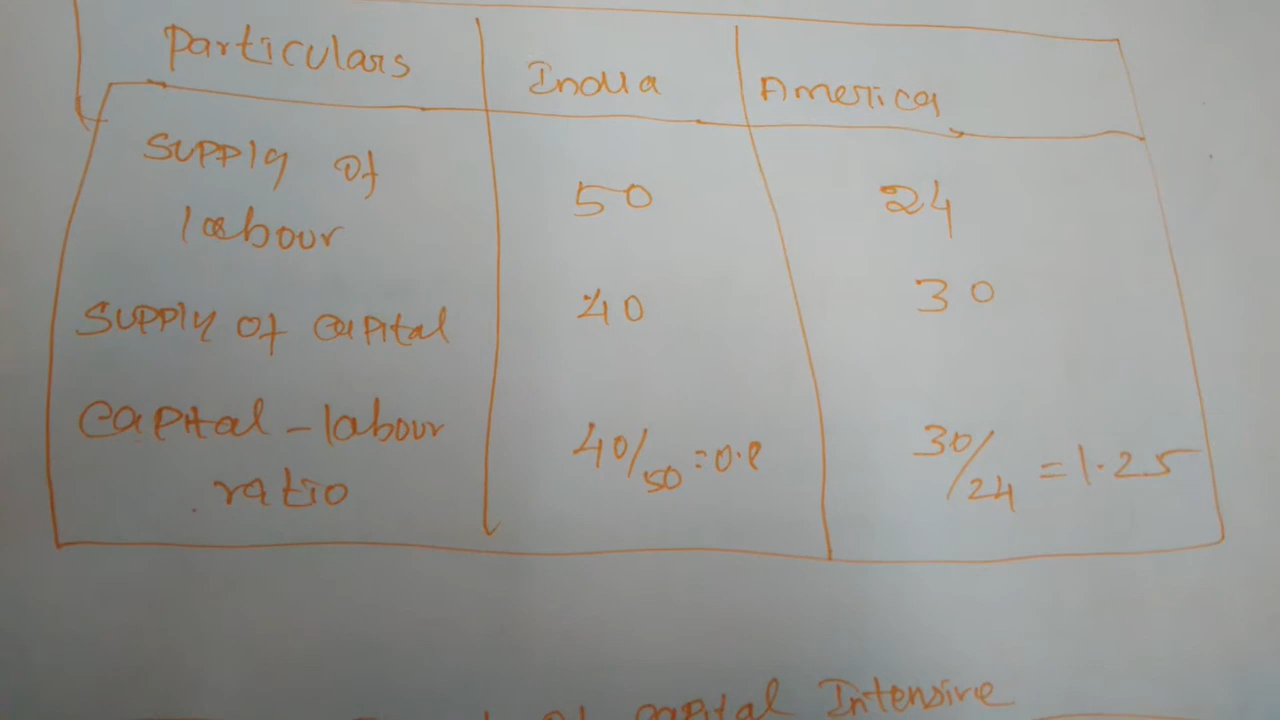 Particulars India America
Supply of
labour 50 24
Supply of capital 40 30
Capital-labour
ratio 40/50 = 0.8 30/24 = 1.25
capital Intensive